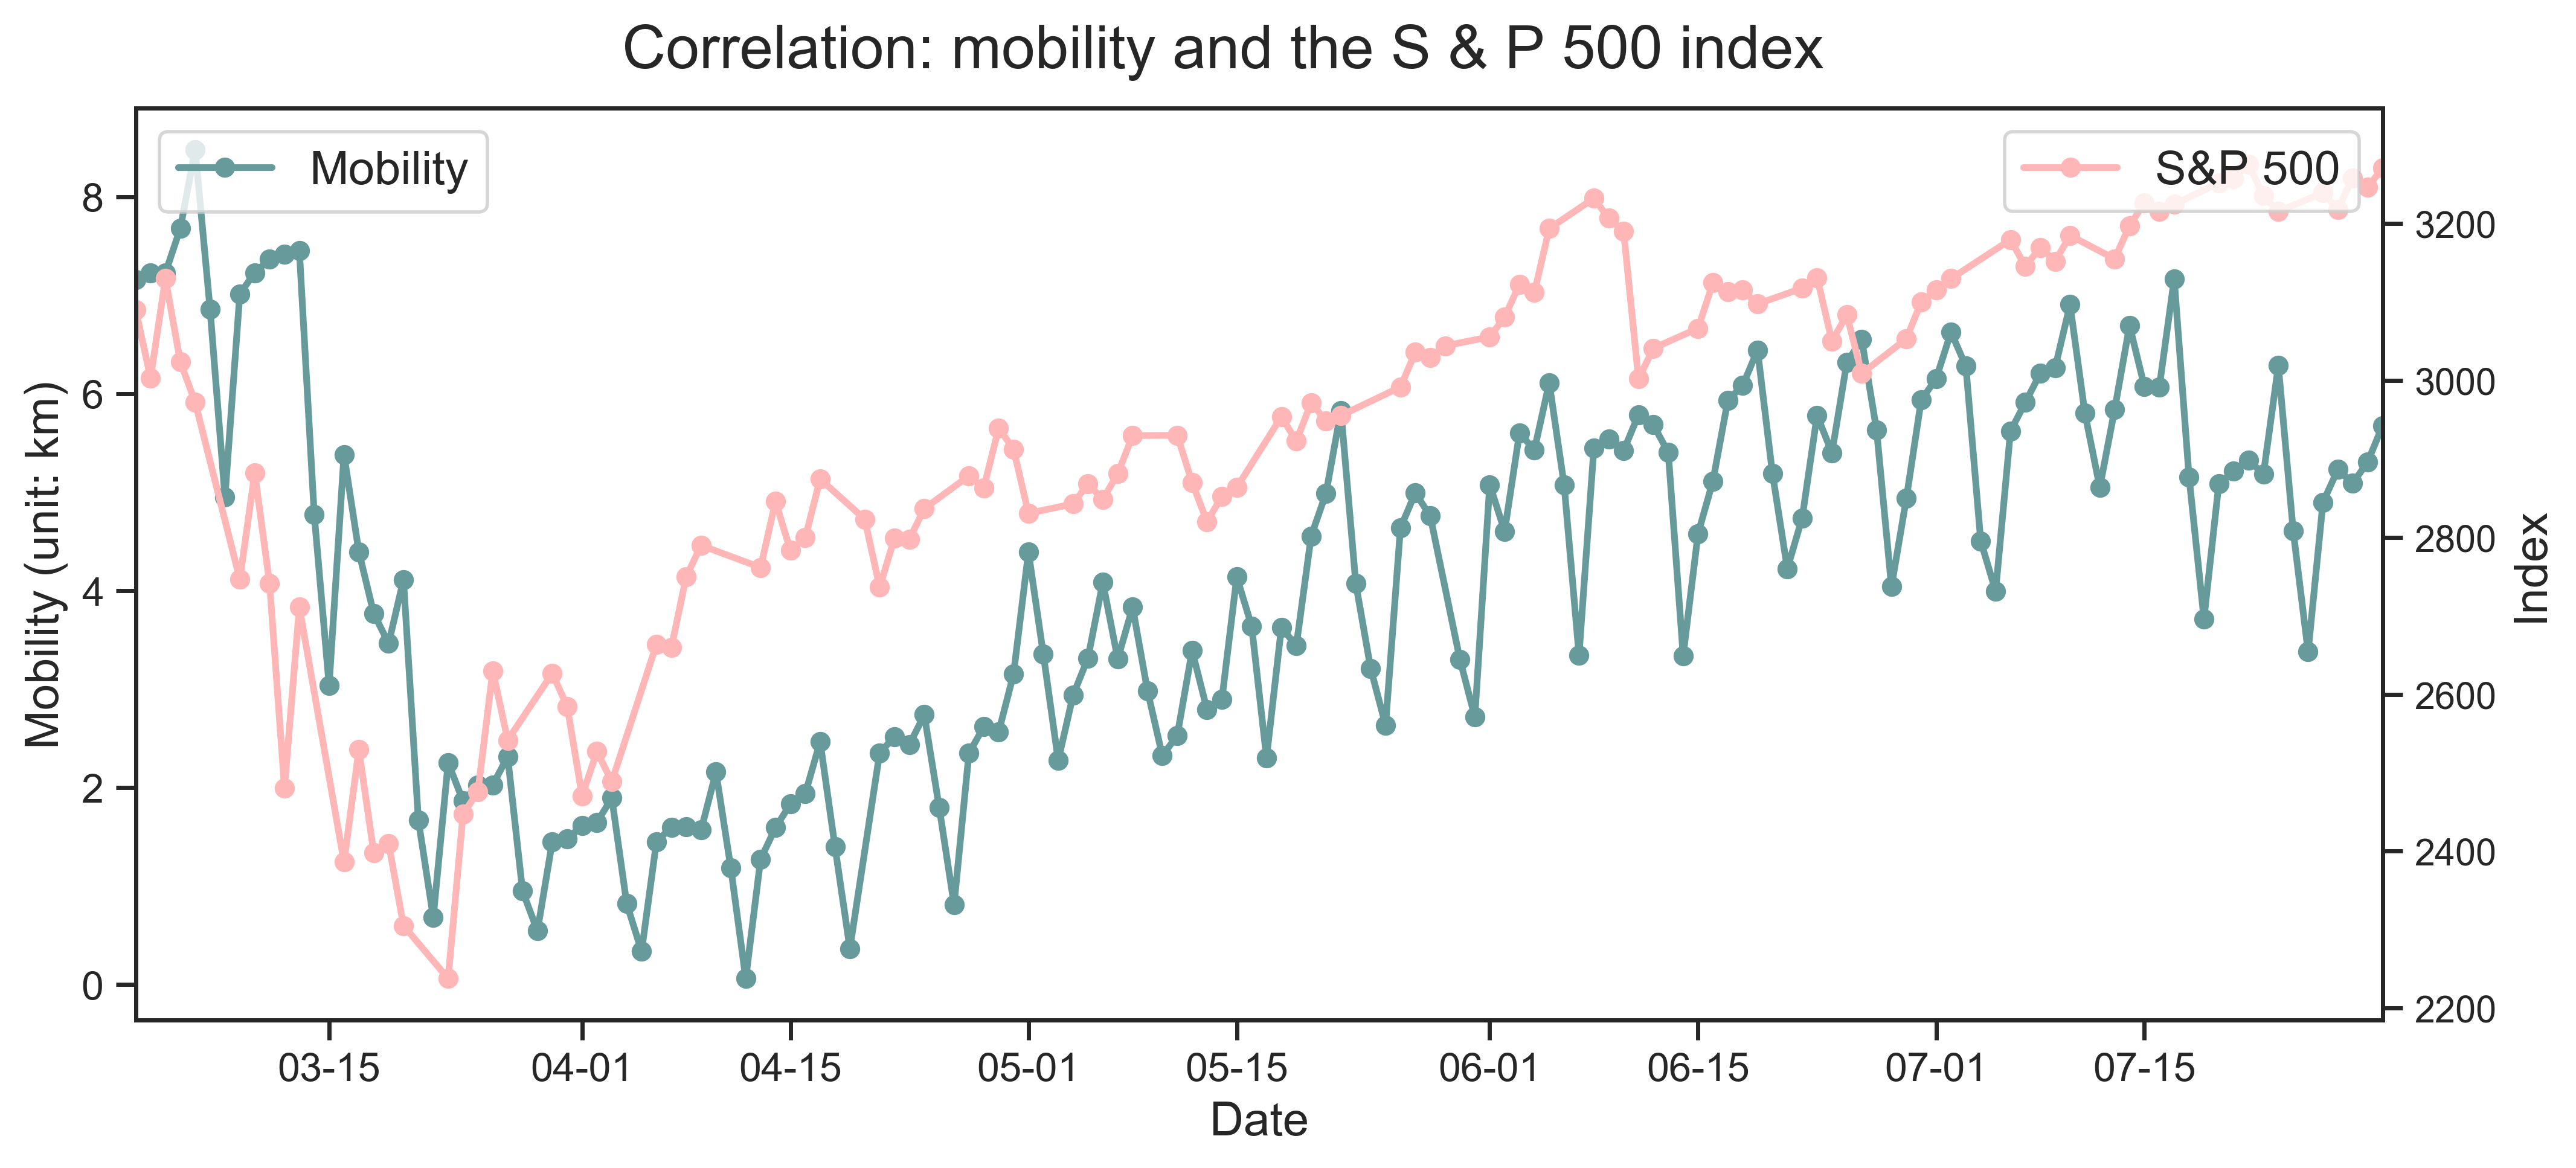 Correlation: mobility and the S & P 500 index
Mobility
S&P 500
Mobility (unit: km)
8
6
4
2
0
3200
3000
2800
2600
2400
2200
Index
03-15 04-01 04-15 05-01 05-15 06-01 06-15 07-01 07-15
Date